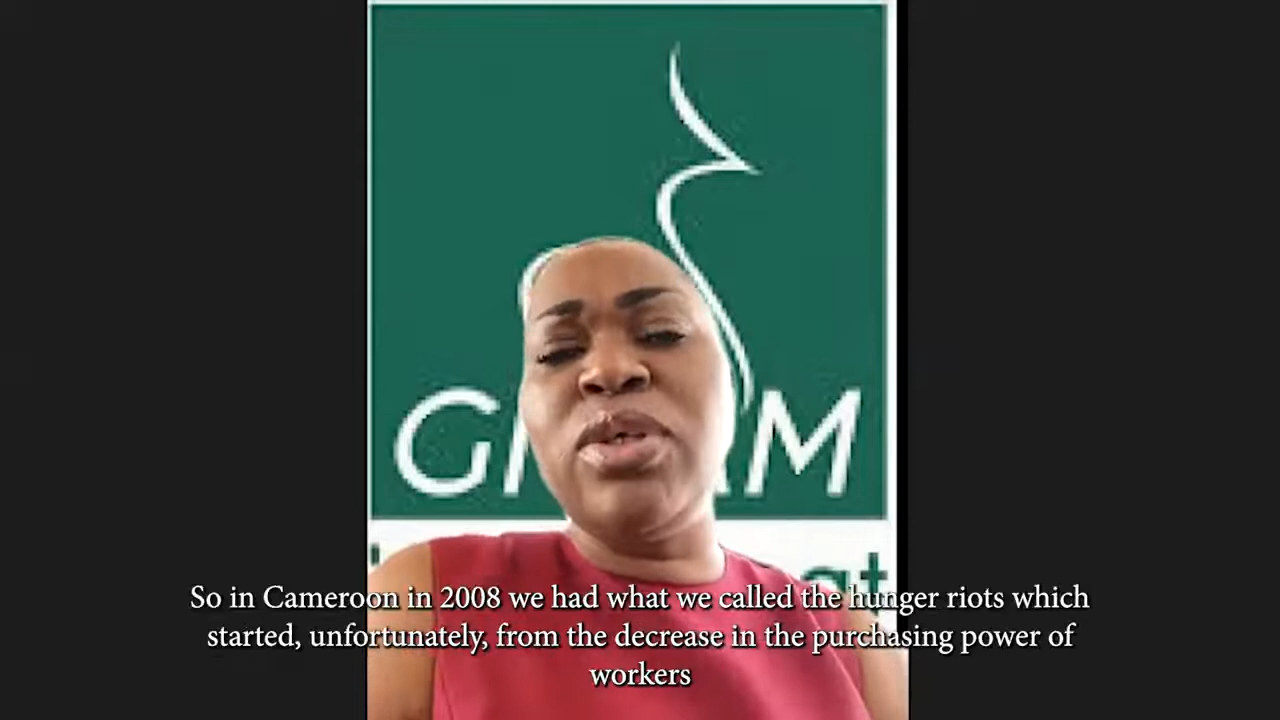 So in Cameroon in 2008 we had what we called the hunger riots which
started, unfortunately, from the decrease in the purchasing power of
workers